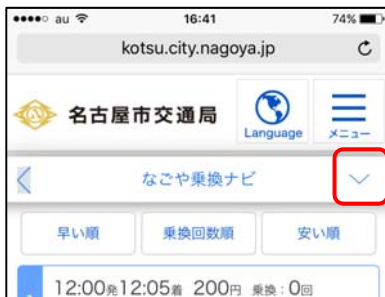 au 16:41 74%
kotsu.city.nagoya.jp
名古屋市交通局 Language メニュー
なごや乗換ナビ
早い順 乗換回数順 安い順
12:00発12:05着 200円 乗換:0回